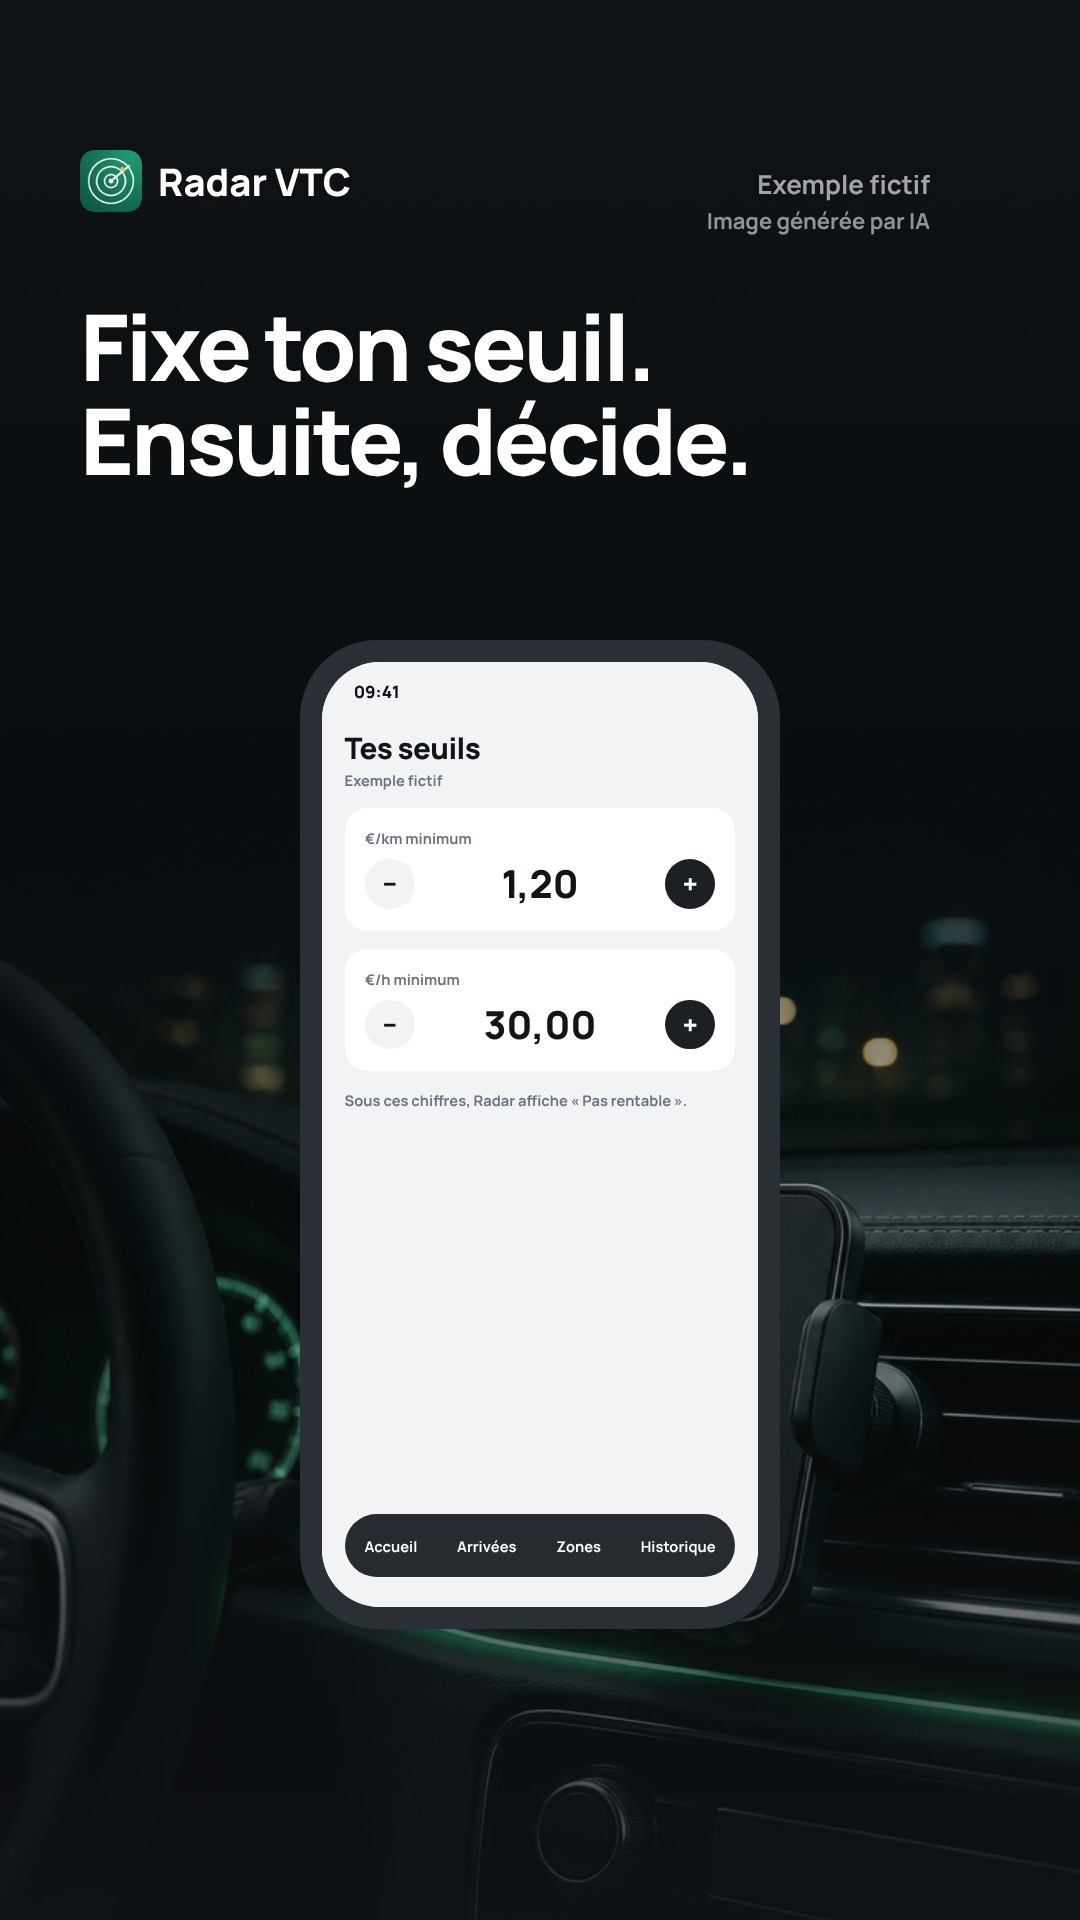 Radar VTC
Exemple fictif
Image générée par IA
Fixe ton seuil.
Ensuite, décide.
09:41
Tes seuils
Exemple fictif
€/km minimum
− 1,20 +
€/h minimum
− 30,00 +
Sous ces chiffres, Radar affiche « Pas rentable ».
Accueil Arrivées Zones Historique